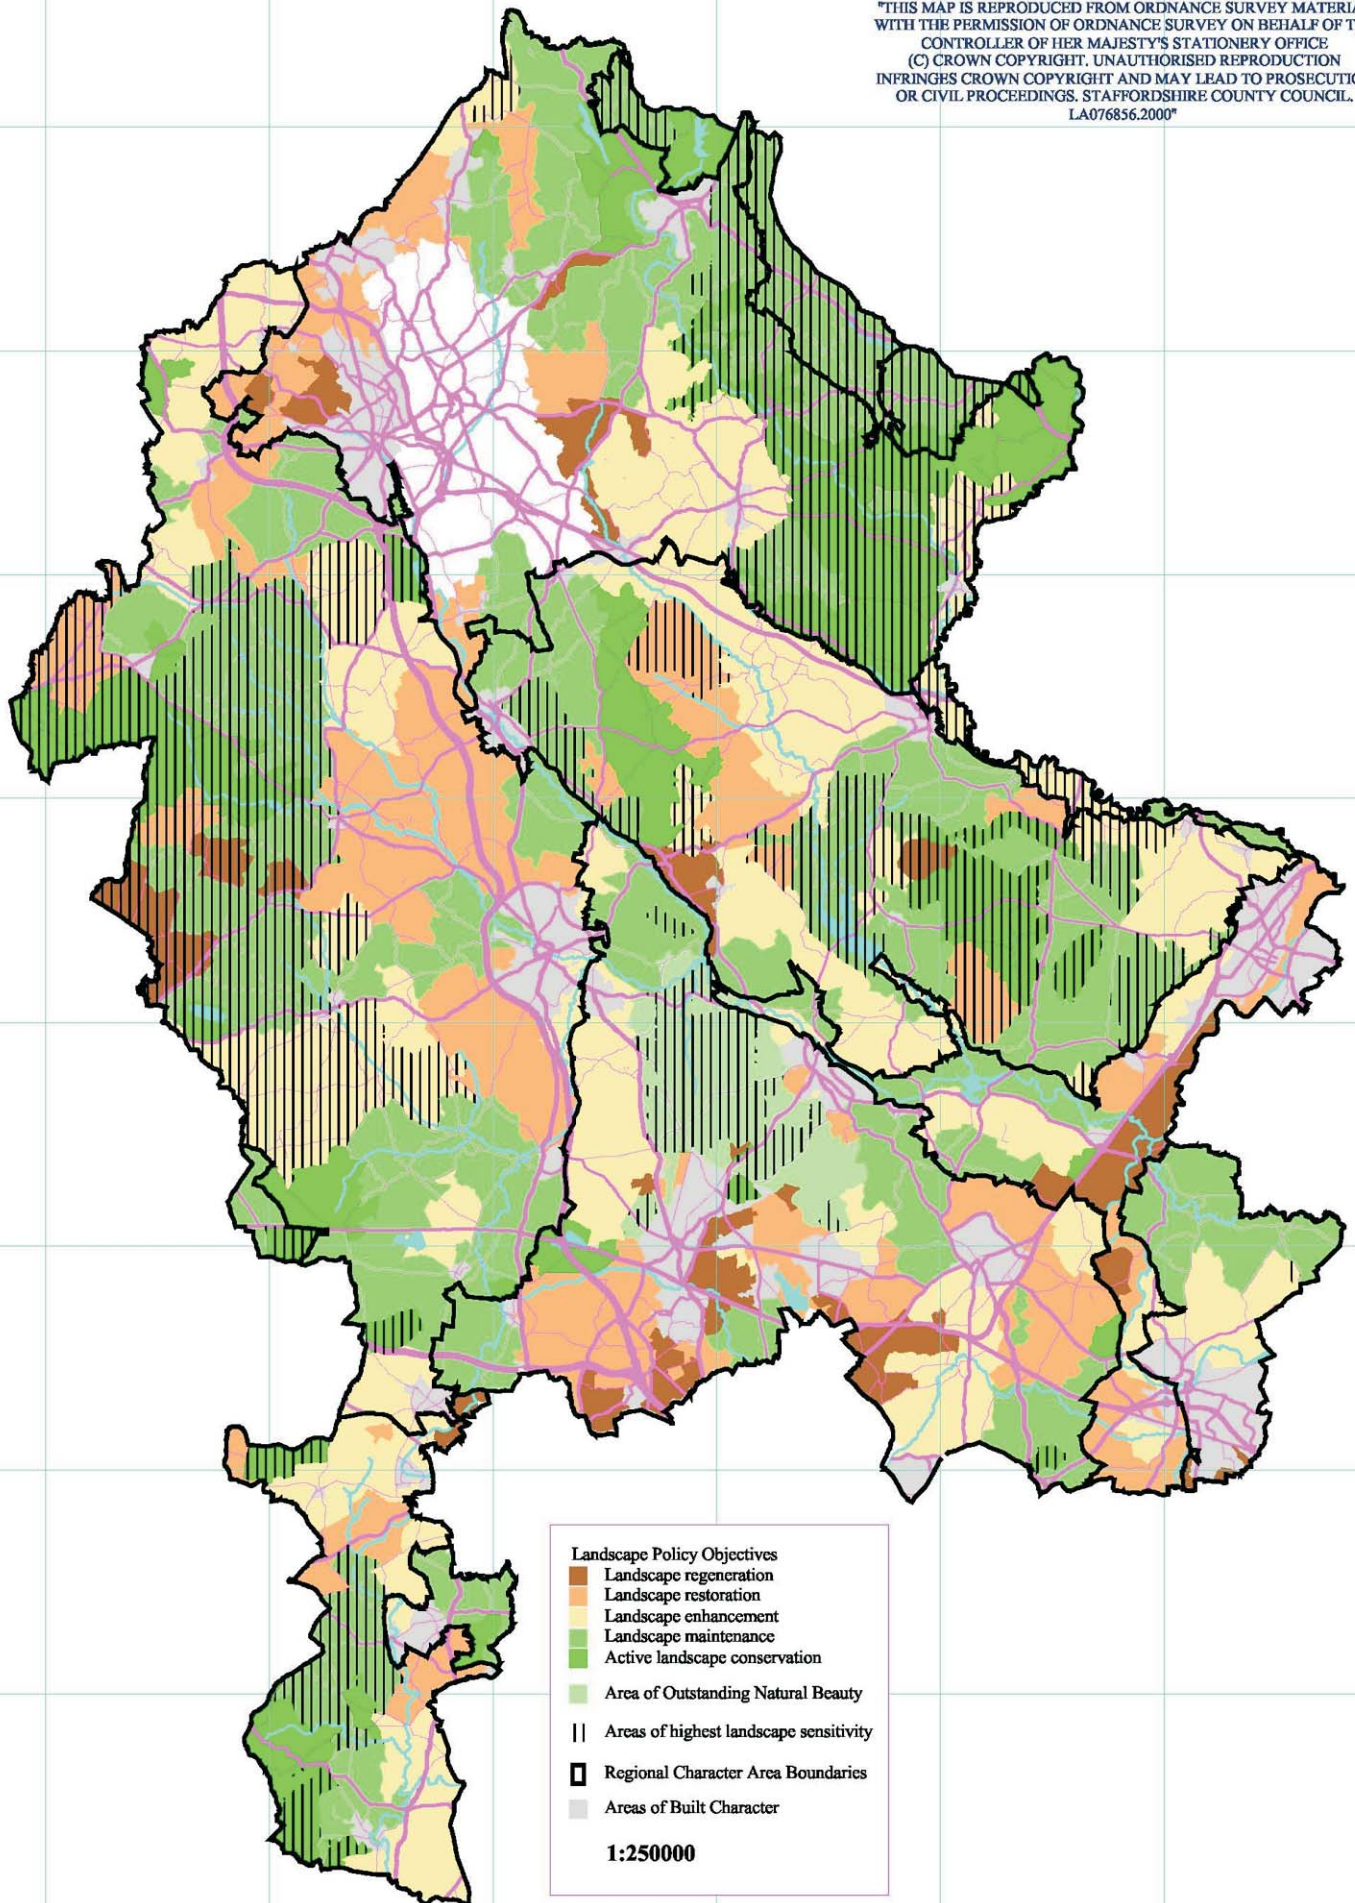 "THIS MAP IS REPRODUCED FROM ORDNANCE SURVEY MATERIA
WITH THE PERMISSION OF ORDNANCE SURVEY ON BEHALF OF T
CONTROLLER OF HER MAJESTY'S STATIONERY OFFICE
(C) CROWN COPYRIGHT. UNAUTHORISED REPRODUCTION
INFRINGES CROWN COPYRIGHT AND MAY LEAD TO PROSECUTIO
OR CIVIL PROCEEDINGS. STAFFORDSHIRE COUNTY COUNCIL.
LA076856.2000"
Landscape Policy Objectives
Landscape regeneration
Landscape restoration
Landscape enhancement
Landscape maintenance
Active landscape conservation
Area of Outstanding Natural Beauty
Areas of highest landscape sensitivity
Regional Character Area Boundaries
Areas of Built Character
1:250000